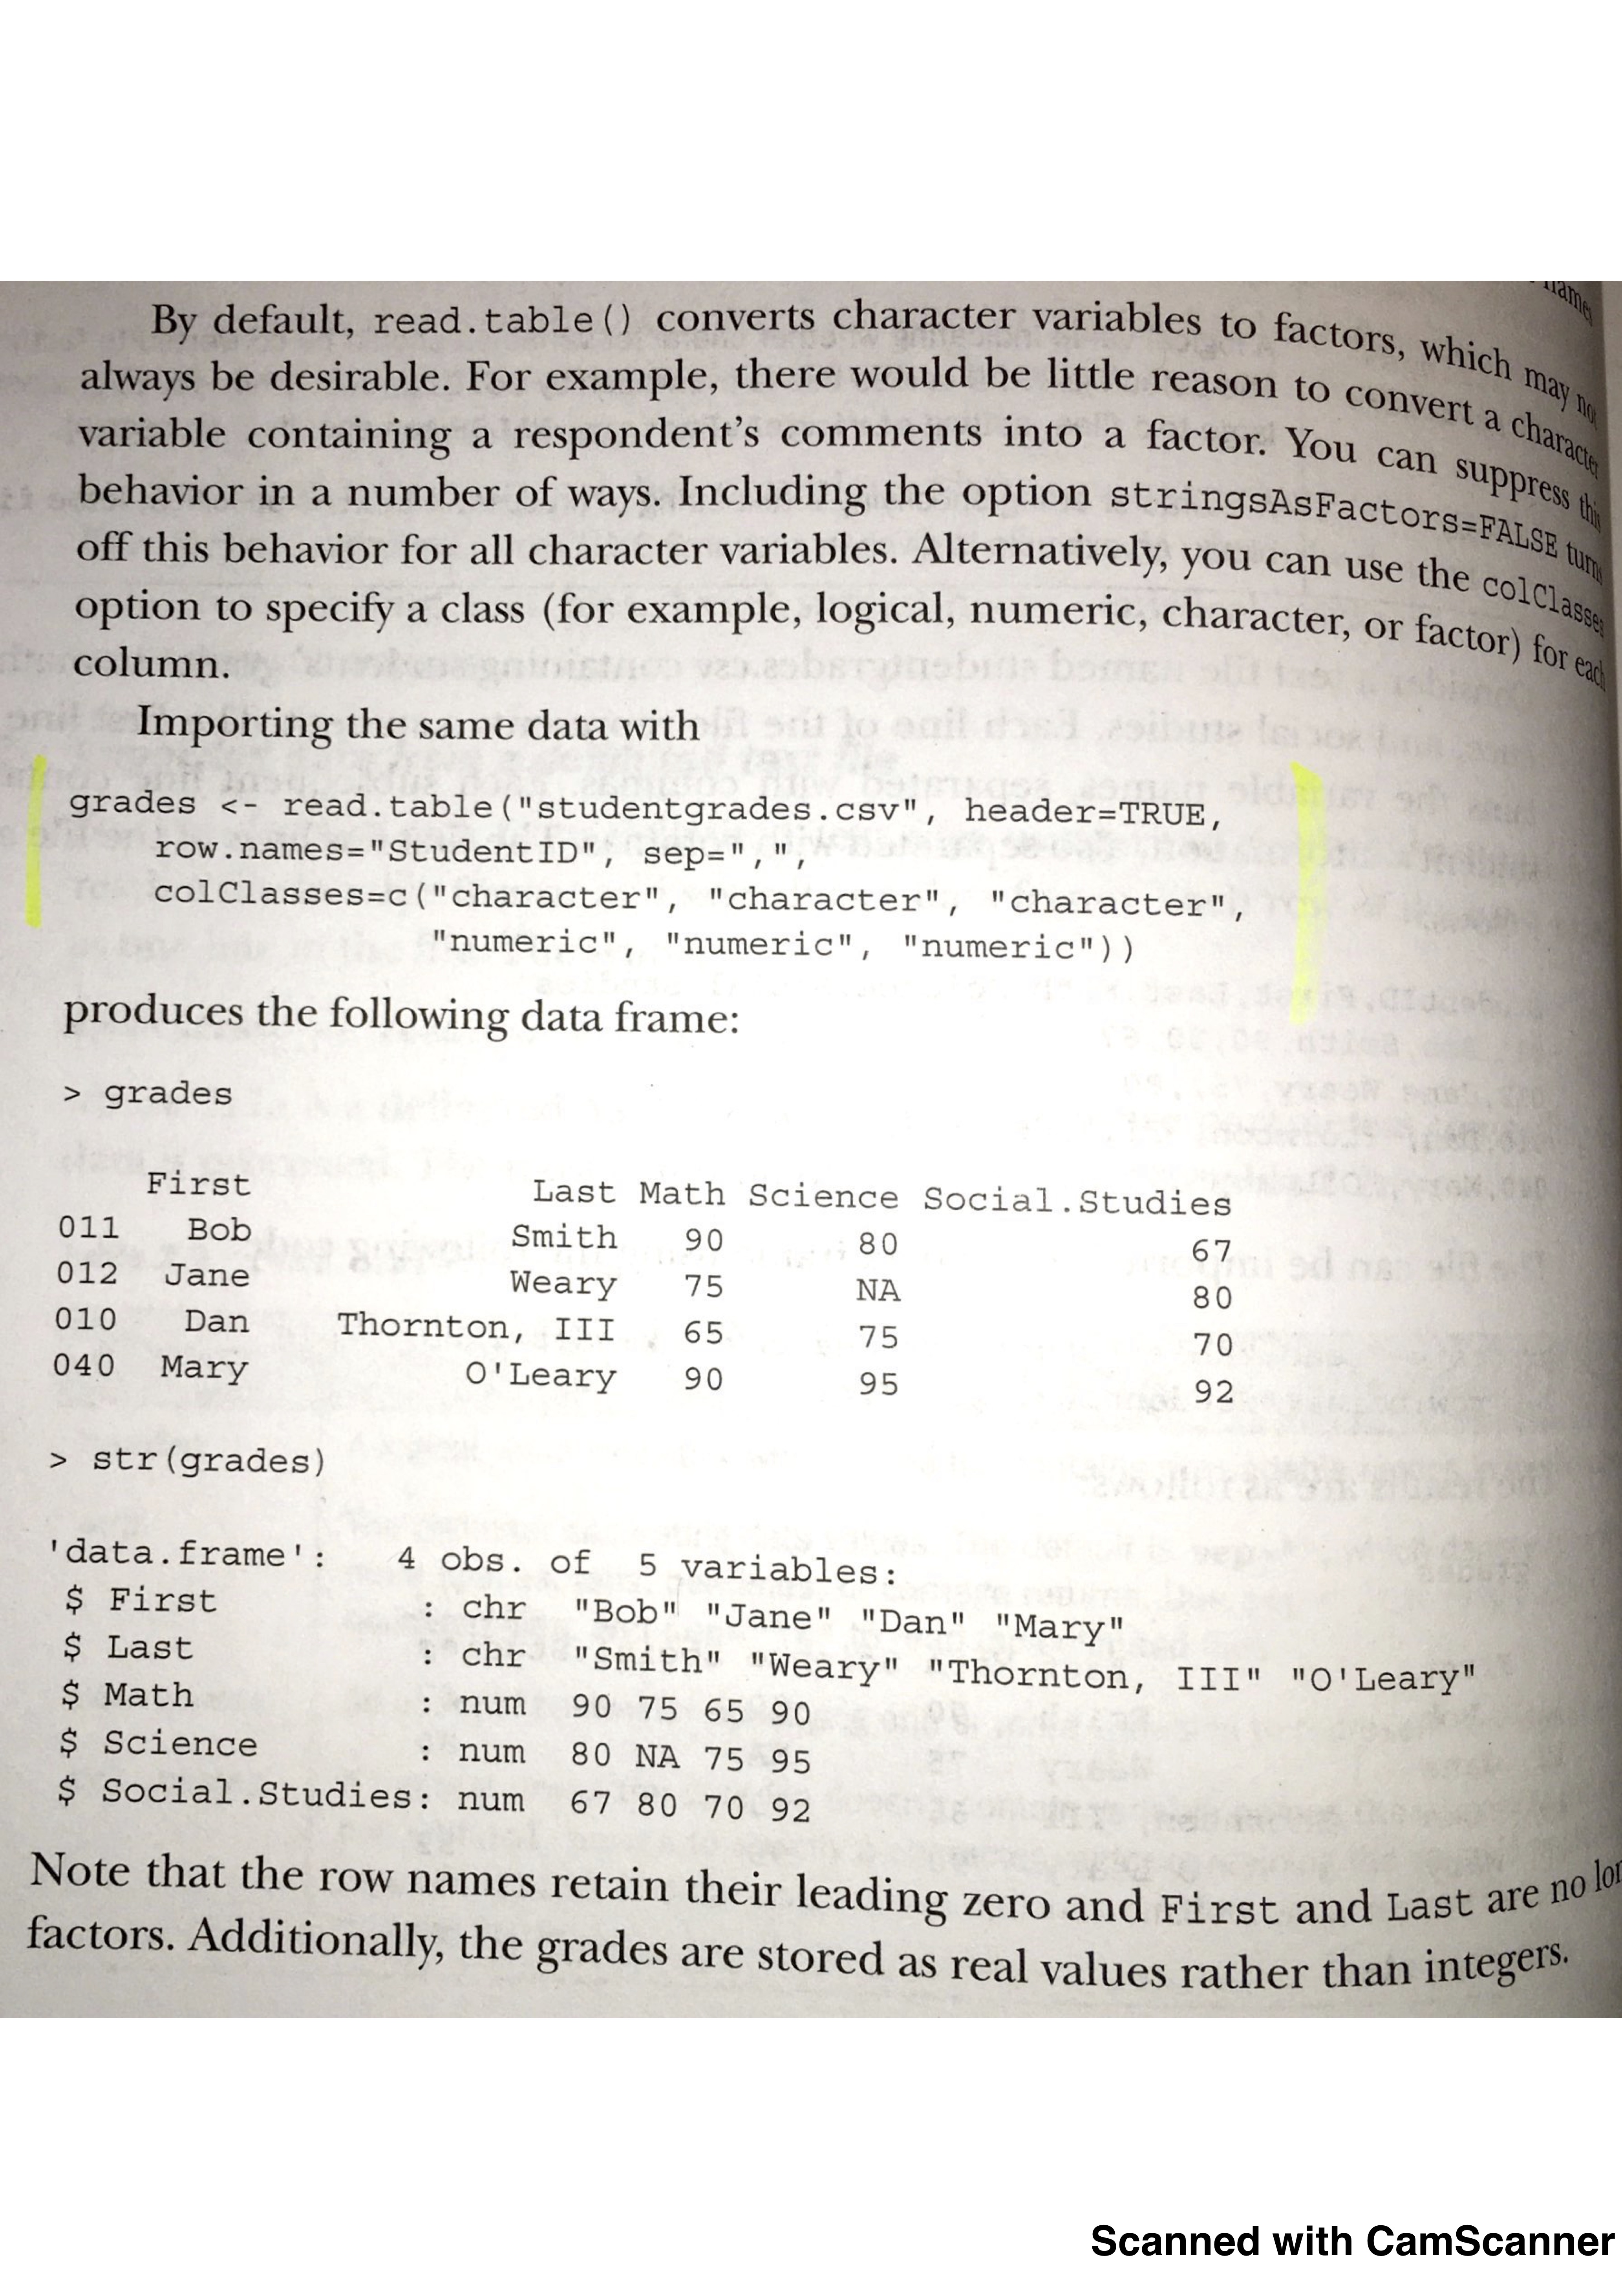 name
By default, read.table() converts character variables to factors, which may not
always be desirable. For example, there would be little reason to convert a character
variable containing a respondent's comments into a factor. You can suppress this
behavior in a number of ways. Including the option stringsAsFactors=FALSE turns
off this behavior for all character variables. Alternatively, you can use the colClasses
option to specify a class (for example, logical, numeric, character, or factor) for each
column.
Importing the same data with
grades <- read.table("studentgrades.csv", header=TRUE,
row.names="StudentID", sep=",",
colClasses=c("character", "character", "character",
"numeric", "numeric", "numeric"))
produces the following data frame:
> grades
First Last Math Science Social.Studies
011 Bob Smith 90 80 67
012 Jane Weary 75 NA 80
010 Dan Thornton, III 65 75 70
040 Mary O'Leary 90 95 92
> str(grades)
'data.frame': 4 obs. of 5 variables:
$ First : chr "Bob" "Jane" "Dan" "Mary"
$ Last : chr "Smith" "Weary" "Thornton, III" "O'Leary"
$ Math : num 90 75 65 90
$ Science : num 80 NA 75 95
$ Social.Studies: num 67 80 70 92
Note that the row names retain their leading zero and First and Last are no lon
factors. Additionally, the grades are stored as real values rather than integers.
Scanned with CamScanner